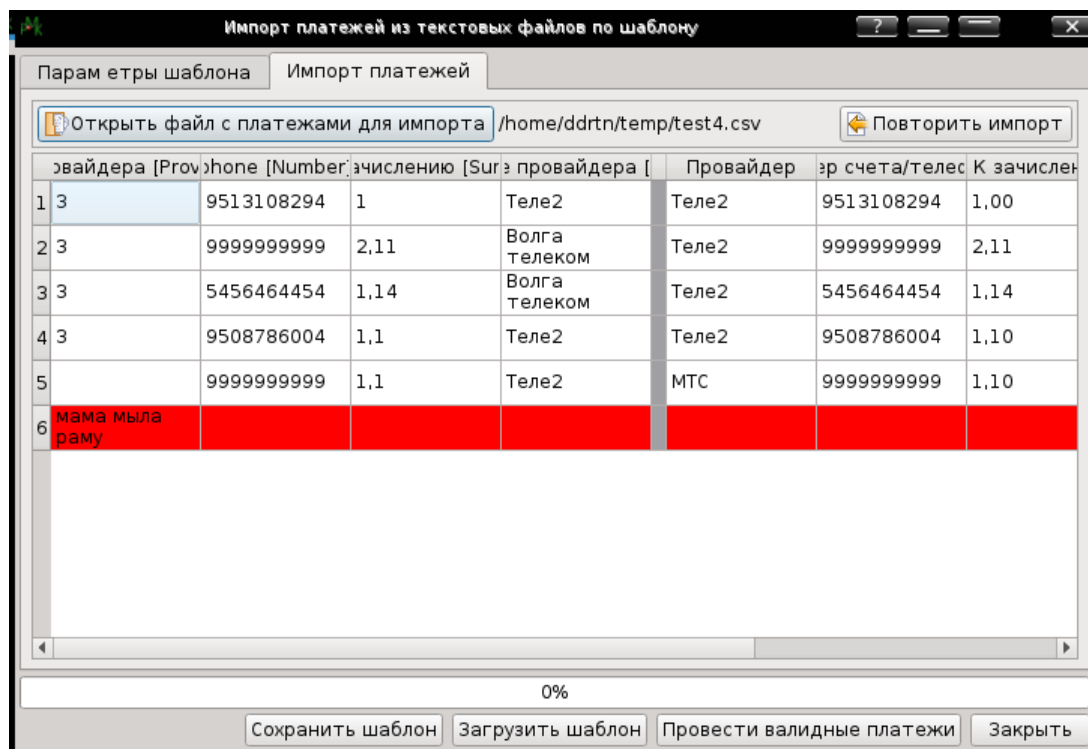 Импорт платежей из текстовых файлов по шаблону
?
Парам етры шаблона Импорт платежей
Открыть файл с платежами для импорта /home/ddrtn/temp/test4.csv Повторить импорт
овайдера [Prov phone [Number] ачислению [Sum е провайдера [ Провайдер ер счета/телеф К зачислен
1 3 9513108294 1 Теле2 Теле2 9513108294 1,00
2 3 9999999999 2,11 Волга телеком Теле2 9999999999 2,11
3 3 5456464454 1,14 Волга телеком Теле2 5456464454 1,14
4 3 9508786004 1,1 Теле2 Теле2 9508786004 1,10
5 9999999999 1,1 Теле2 МТС 9999999999 1,10
6 мама мыла раму
0%
Сохранить шаблон Загрузить шаблон Провести валидные платежи Закрыть